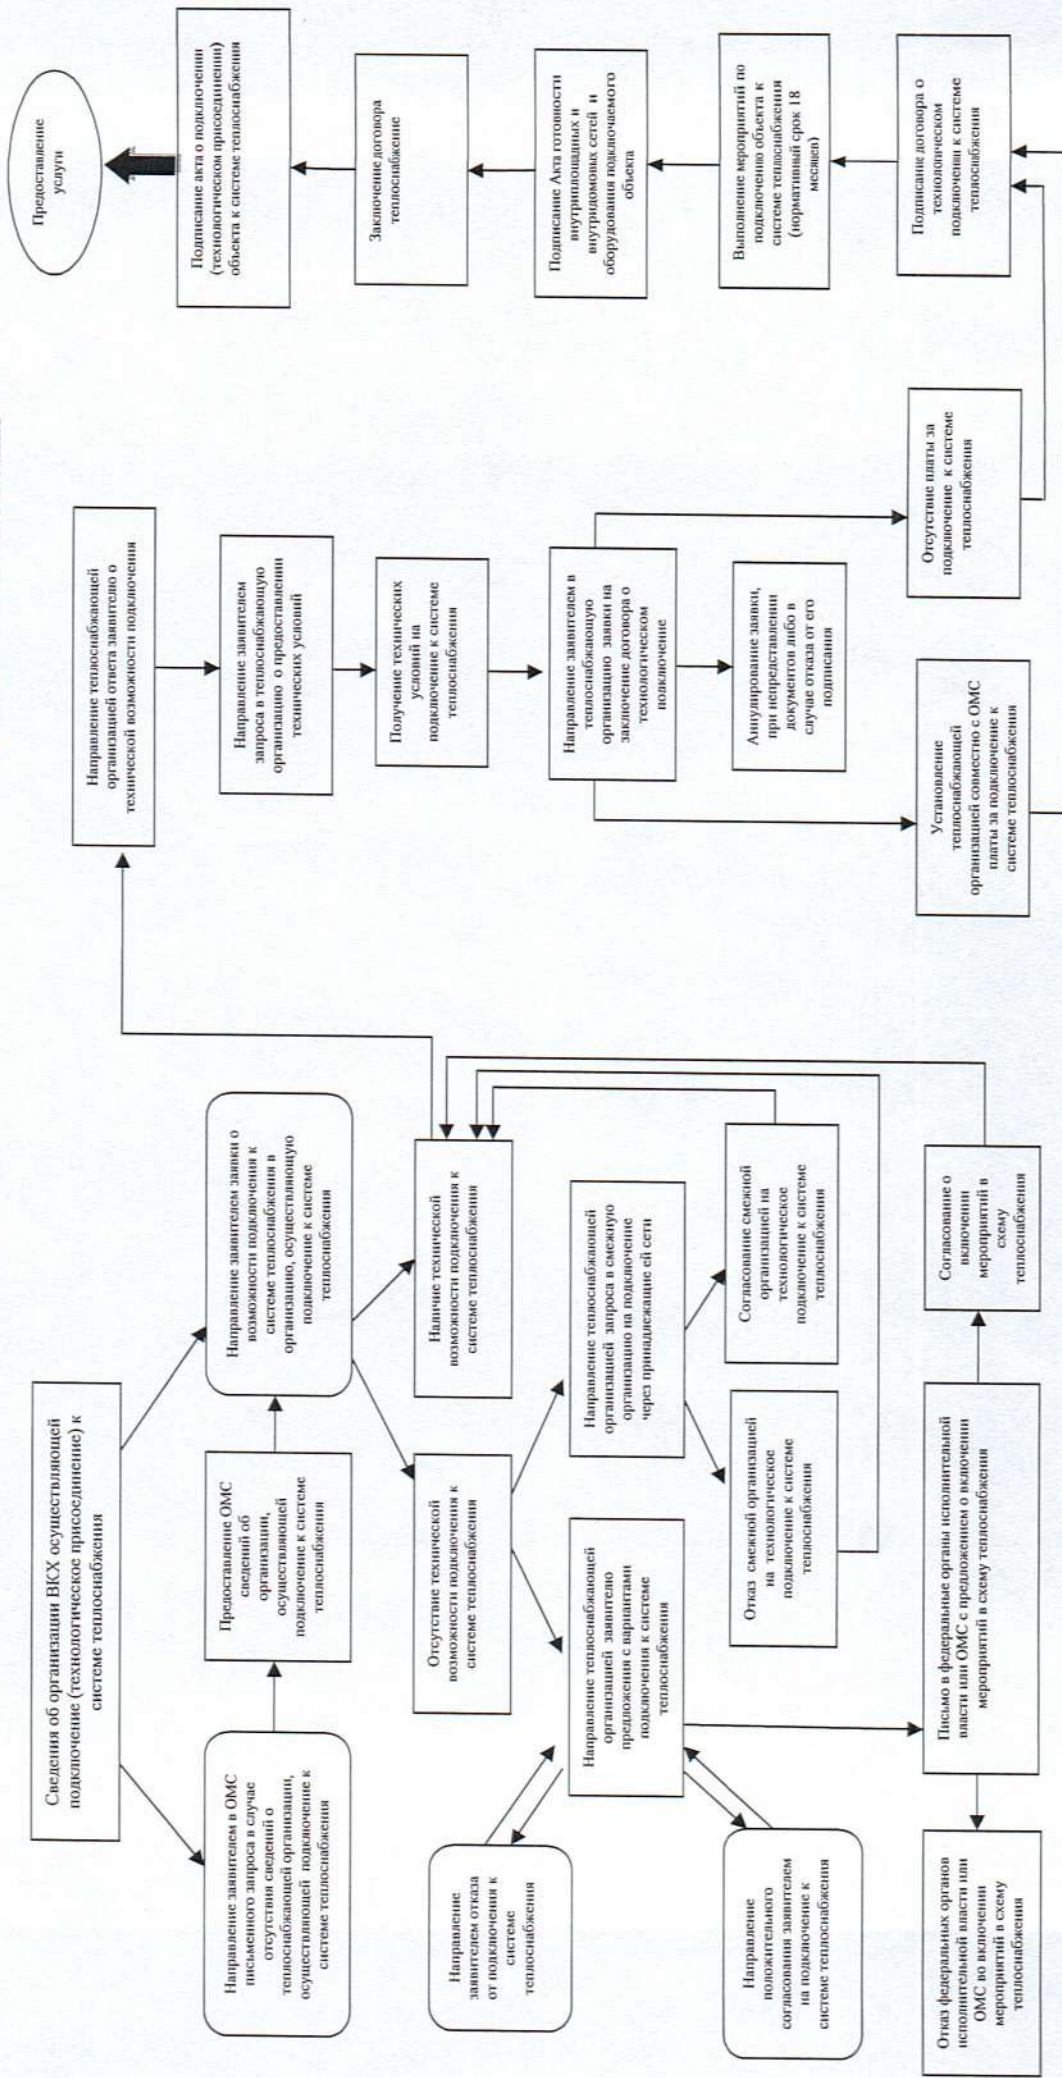 Сведения об организации ВКХ осуществляющей
подключение (технологическое присоединение) к
системе теплоснабжения
Направление заявителем в ОМС
письменного запроса в случае
отсутствия сведений о
теплоснабжающей организации,
осуществляющей подключение к
системе теплоснабжения
Предоставление ОМС
сведений об
организации,
осуществляющей
подключение к системе
теплоснабжения
Направление заявителем заявки о
возможности подключения к
системе теплоснабжения в
организацию, осуществляющую
подключение к системе
теплоснабжения
Отсутствие технической
возможности подключения к
системе теплоснабжения
Наличие технической
возможности подключения к
системе теплоснабжения
Направление
заявителем отказа
от подключения к
системе
теплоснабжения
Направление теплоснабжающей
организацией заявителю
предложения с вариантами
подключения к системе
теплоснабжения
Направление теплоснабжающей
организацией запроса в смежную
организацию на подключение
через принадлежащие ей сети
Направление
положительного
согласования заявителем
на подключение к
системе теплоснабжения
Отказ смежной организацией
на технологическое
подключение к системе
теплоснабжения
Согласование смежной
организацией на
технологическое
подключение к системе
теплоснабжения
Отказ федеральных органов
исполнительной власти или
ОМС во включении
мероприятий в схему
теплоснабжения
Письмо в федеральные органы исполнительной
власти или ОМС с предложением о включении
мероприятий в схему теплоснабжения
Согласование о
включении
мероприятий в
схему
теплоснабжения
Направление теплоснабжающей
организацией ответа заявителю о
технической возможности подключения
Направление заявителем
запроса в теплоснабжающую
организацию о предоставлении
технических условий
Получение технических
условий на
подключение к системе
теплоснабжения
Направление заявителем в
теплоснабжающую
организацию заявки на
заключение договора о
технологическом
подключение
Аннулирование заявки,
при непредставлении
документов либо в
случае отказа от его
подписания
Установление
теплоснабжающей
организацией совместно с ОМС
платы за подключение к
системе теплоснабжения
Отсутствие платы за
подключение к системе
теплоснабжения
Предоставление
услуги
Подписание акта о подключении
(технологическом присоединении)
объекта к системе теплоснабжения
Заключение договора
теплоснабжение
Подписание Акта готовности
внутриплощадных и
внутридомовых сетей и
оборудования подключаемого
объекта
Выполнение мероприятий по
подключению объекта к
системе теплоснабжения
(нормативный срок 18
месяцев)
Подписание договора о
технологическом
подключении к системе
теплоснабжения